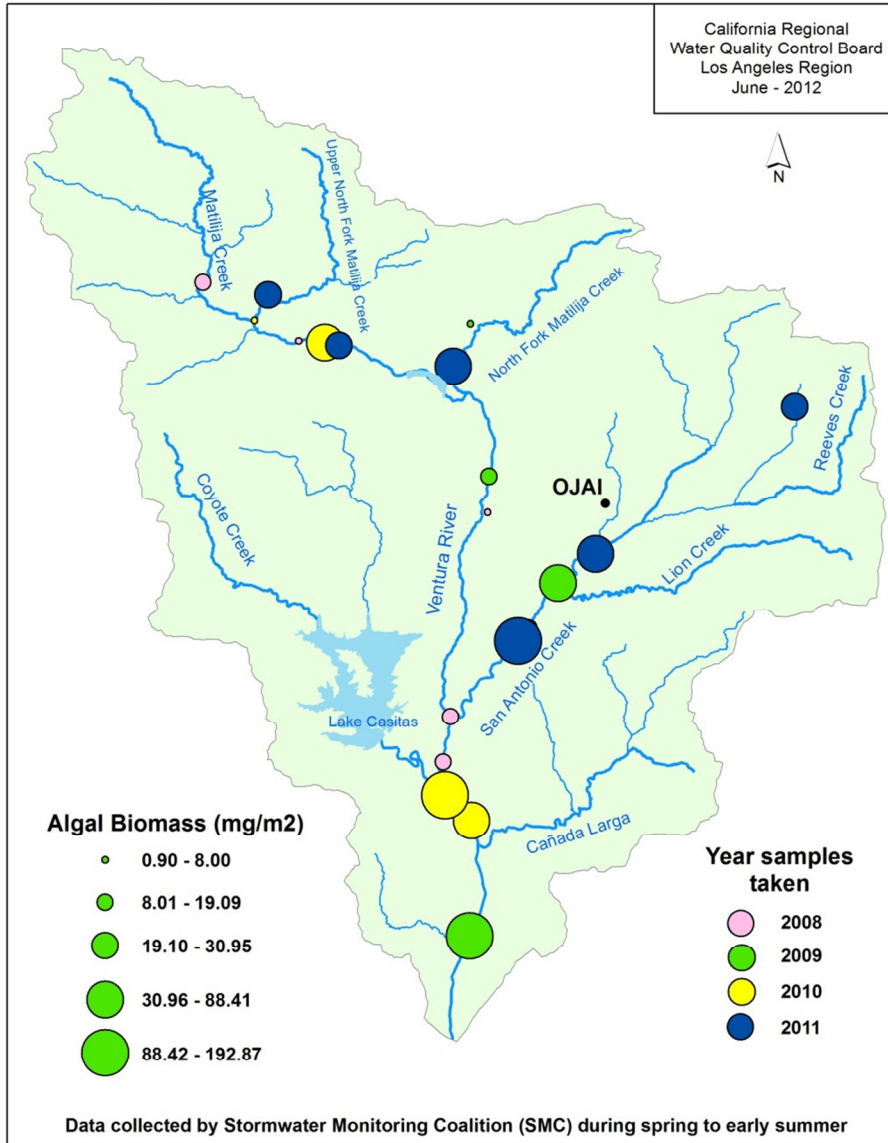 California Regional
Water Quality Control Board
Los Angeles Region
June - 2012
N
Matilija Creek
Upper North Fork Matilija Creek
North Fork Matilija Creek
Reeves Creek
Coyote Creek
OJAI
Ventura River
Lion Creek
San Antonio Creek
Lake Casitas
Cañada Larga
Algal Biomass (mg/m2)
0.90 - 8.00
8.01 - 19.09
19.10 - 30.95
30.96 - 88.41
88.42 - 192.87
Year samples
taken
2008
2009
2010
2011
Data collected by Stormwater Monitoring Coalition (SMC) during spring to early summer